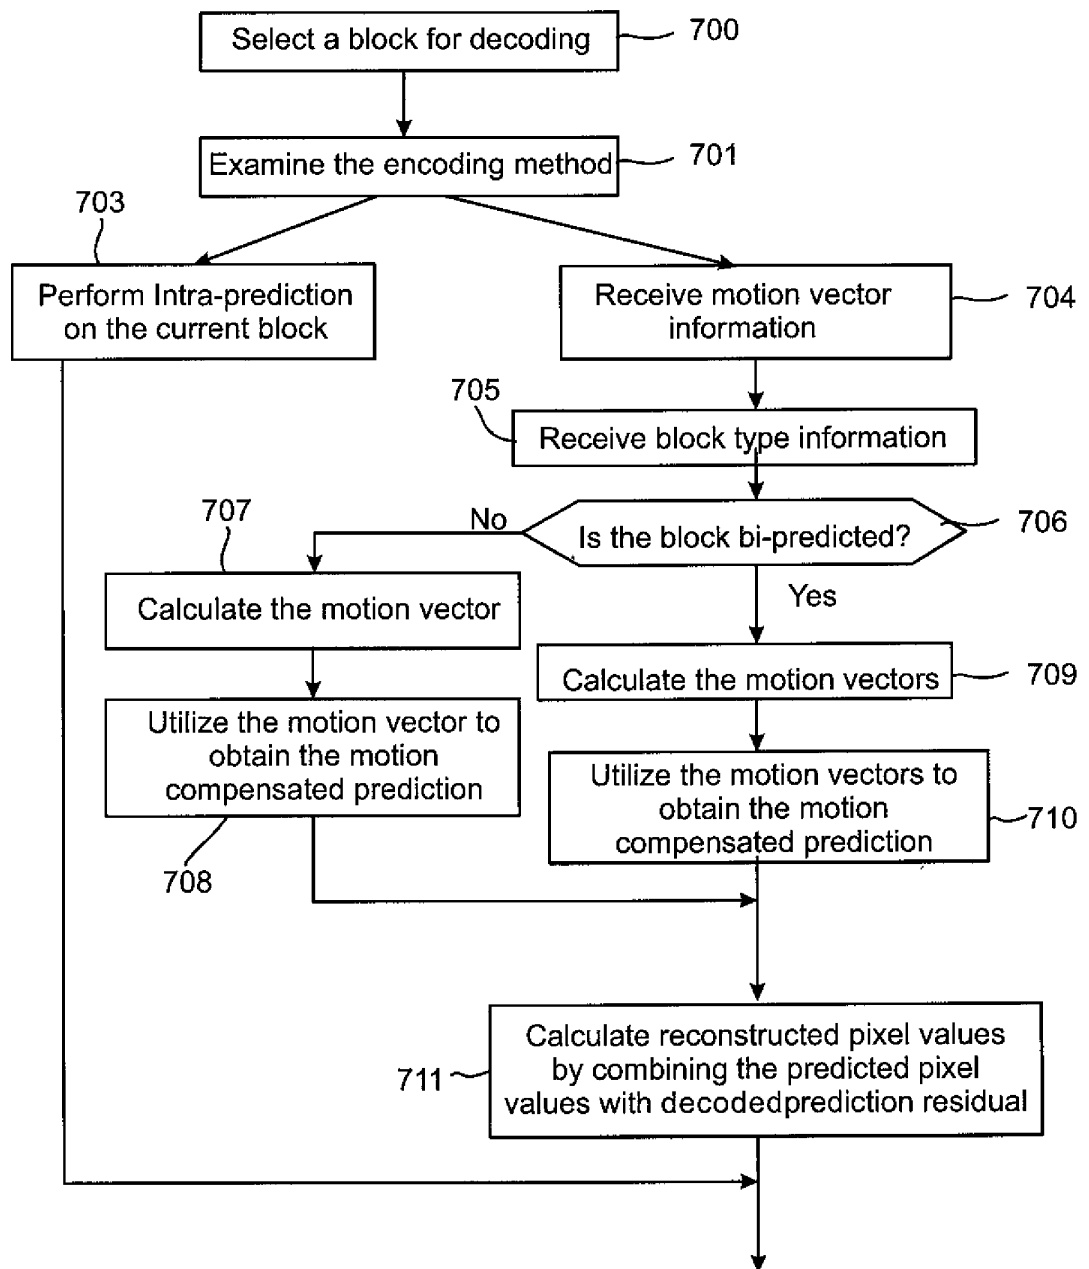 Select a block for decoding
700
Examine the encoding method
701
703
Perform Intra-prediction
on the current block
Receive motion vector
information
704
705
Receive block type information
706
Is the block bi-predicted?
No
Yes
707
Calculate the motion vector
Calculate the motion vectors
709
Utilize the motion vector to
obtain the motion
compensated prediction
708
Utilize the motion vectors to
obtain the motion
compensated prediction
710
711
Calculate reconstructed pixel values
by combining the predicted pixel
values with decodedprediction residual